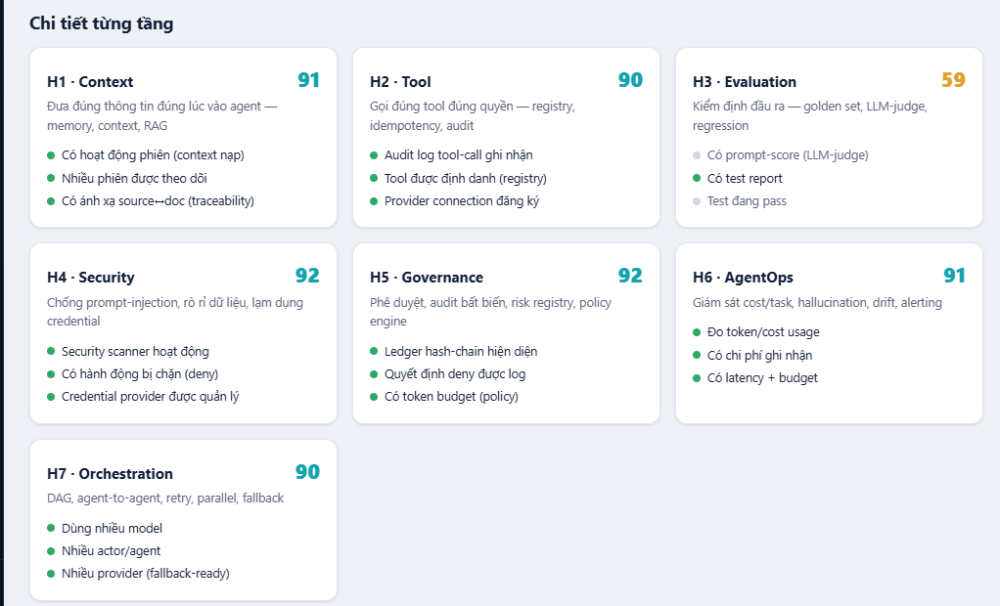 Chi tiết từng tầng
H1 · Context
91
Đưa đúng thông tin đúng lúc vào agent —
memory, context, RAG
Có hoạt động phiên (context nạp)
Nhiều phiên được theo dõi
Có ánh xạ source↔doc (traceability)
H2 · Tool
90
Gọi đúng tool đúng quyền — registry,
idempotency, audit
Audit log tool-call ghi nhận
Tool được định danh (registry)
Provider connection đăng ký
H3 · Evaluation
59
Kiểm định đầu ra — golden set, LLM-judge,
regression
Có prompt-score (LLM-judge)
Có test report
Test đang pass
H4 · Security
92
Chống prompt-injection, rò rỉ dữ liệu, lạm dụng
credential
Security scanner hoạt động
Có hành động bị chặn (deny)
Credential provider được quản lý
H5 · Governance
92
Phê duyệt, audit bất biến, risk registry, policy
engine
Ledger hash-chain hiện diện
Quyết định deny được log
Có token budget (policy)
H6 · AgentOps
91
Giám sát cost/task, hallucination, drift, alerting
Đo token/cost usage
Có chi phí ghi nhận
Có latency + budget
H7 · Orchestration
90
DAG, agent-to-agent, retry, parallel, fallback
Dùng nhiều model
Nhiều actor/agent
Nhiều provider (fallback-ready)